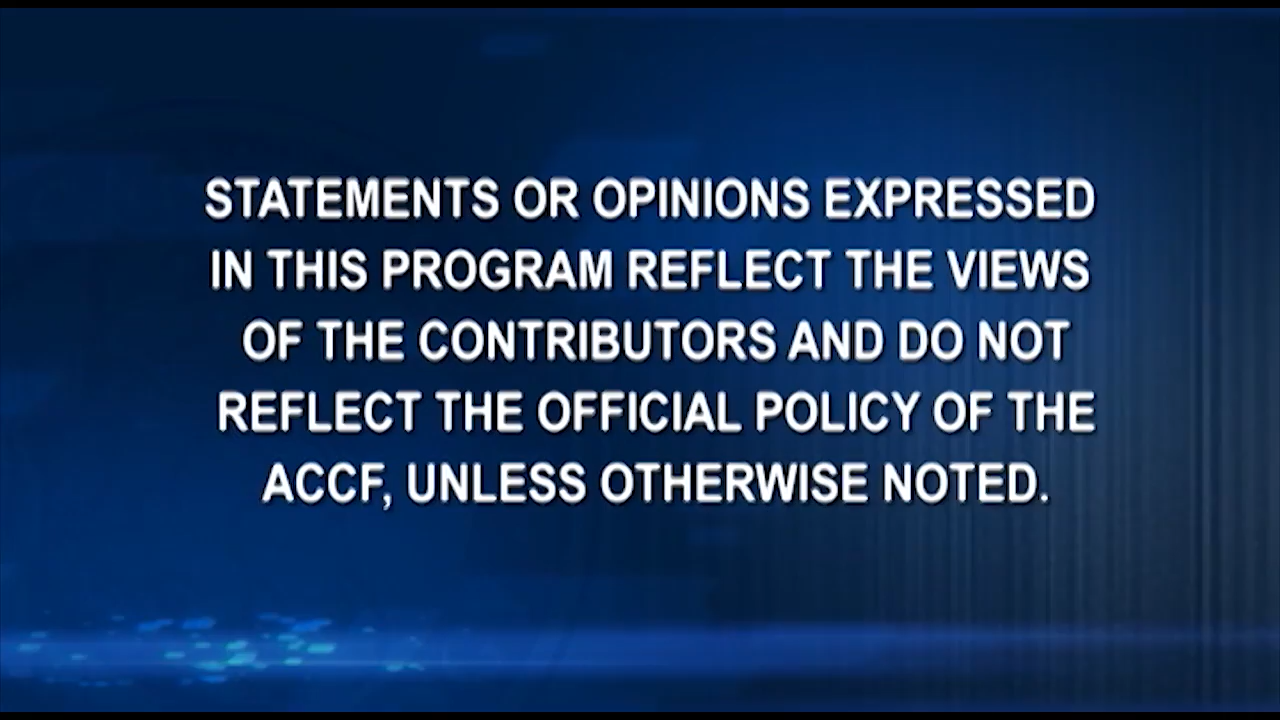 STATEMENTS OR OPINIONS EXPRESSED
IN THIS PROGRAM REFLECT THE VIEWS
OF THE CONTRIBUTORS AND DO NOT
REFLECT THE OFFICIAL POLICY OF THE
ACCF, UNLESS OTHERWISE NOTED.